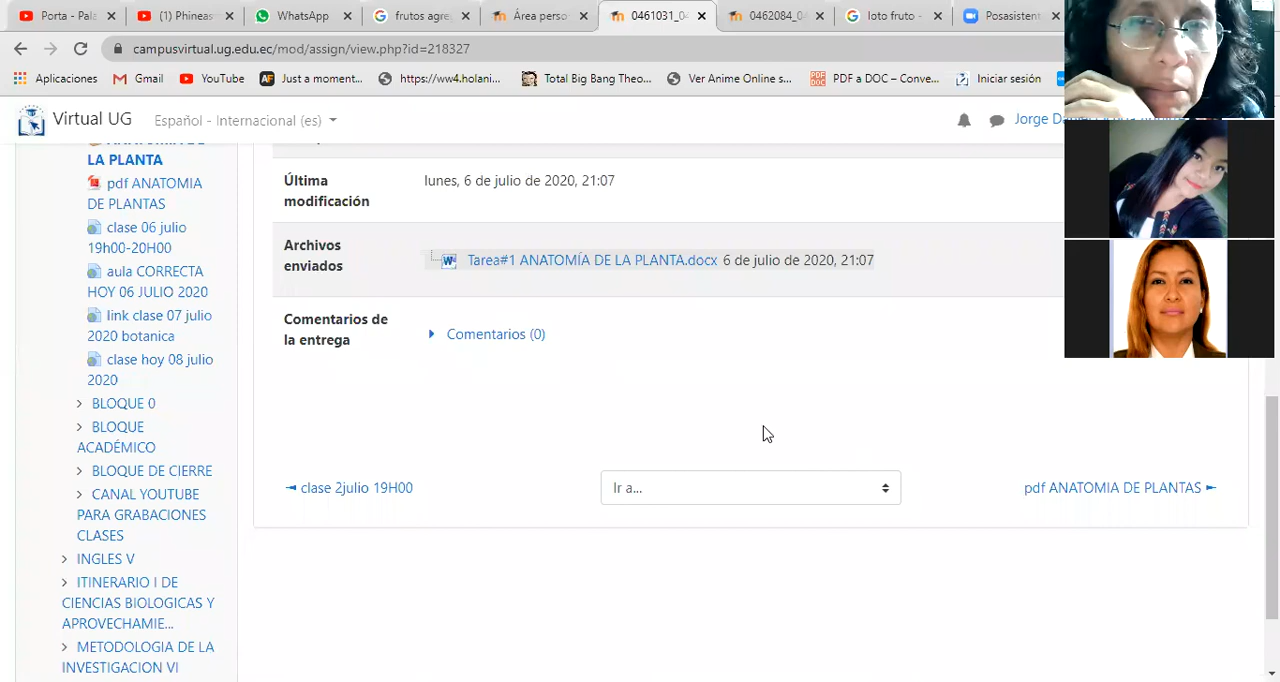 Porta - Pala
(1) Phineas
WhatsApp
frutos agre
Área perso
0461031_0
0462084_0
loto fruto -
Posasistent
campusvirtual.ug.edu.ec/mod/assign/view.php?id=218327
Aplicaciones
Gmail
YouTube
AF
Just a moment...
https://ww4.holani...
Total Big Bang Theo...
Ver Anime Online s...
PDF a DOC – Conve...
Iniciar sesión
Virtual UG
Español - Internacional (es)
LA PLANTA
pdf ANATOMIA
DE PLANTAS
clase 06 julio
19h00-20H00
aula CORRECTA
HOY 06 JULIO 2020
link clase 07 julio
2020 botanica
clase hoy 08 julio
2020
BLOQUE 0
BLOQUE
ACADÉMICO
BLOQUE DE CIERRE
CANAL YOUTUBE
PARA GRABACIONES
CLASES
INGLES V
ITINERARIO I DE
CIENCIAS BIOLOGICAS Y
APROVECHAMIE...
METODOLOGIA DE LA
INVESTIGACION VI
Última
modificación
lunes, 6 de julio de 2020, 21:07
Archivos
enviados
Tarea#1 ANATOMÍA DE LA PLANTA.docx 6 de julio de 2020, 21:07
Comentarios de
la entrega
Comentarios (0)
◄ clase 2julio 19H00
Ir a...
pdf ANATOMIA DE PLANTAS ►